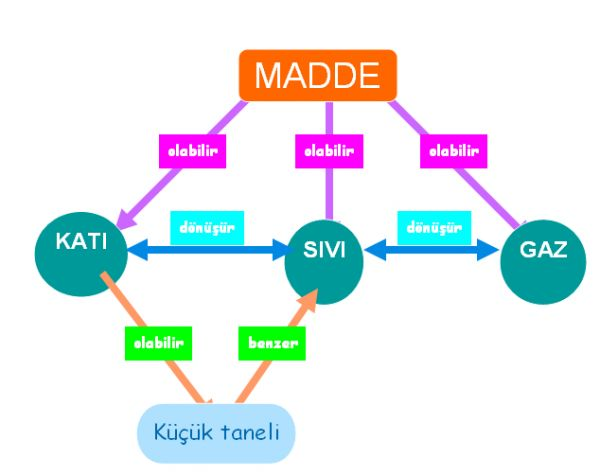 MADDE
olabilir
olabilir
olabilir
dönüşür
dönüşür
KATI
SIVI
GAZ
olabilir
benzer
Küçük taneli